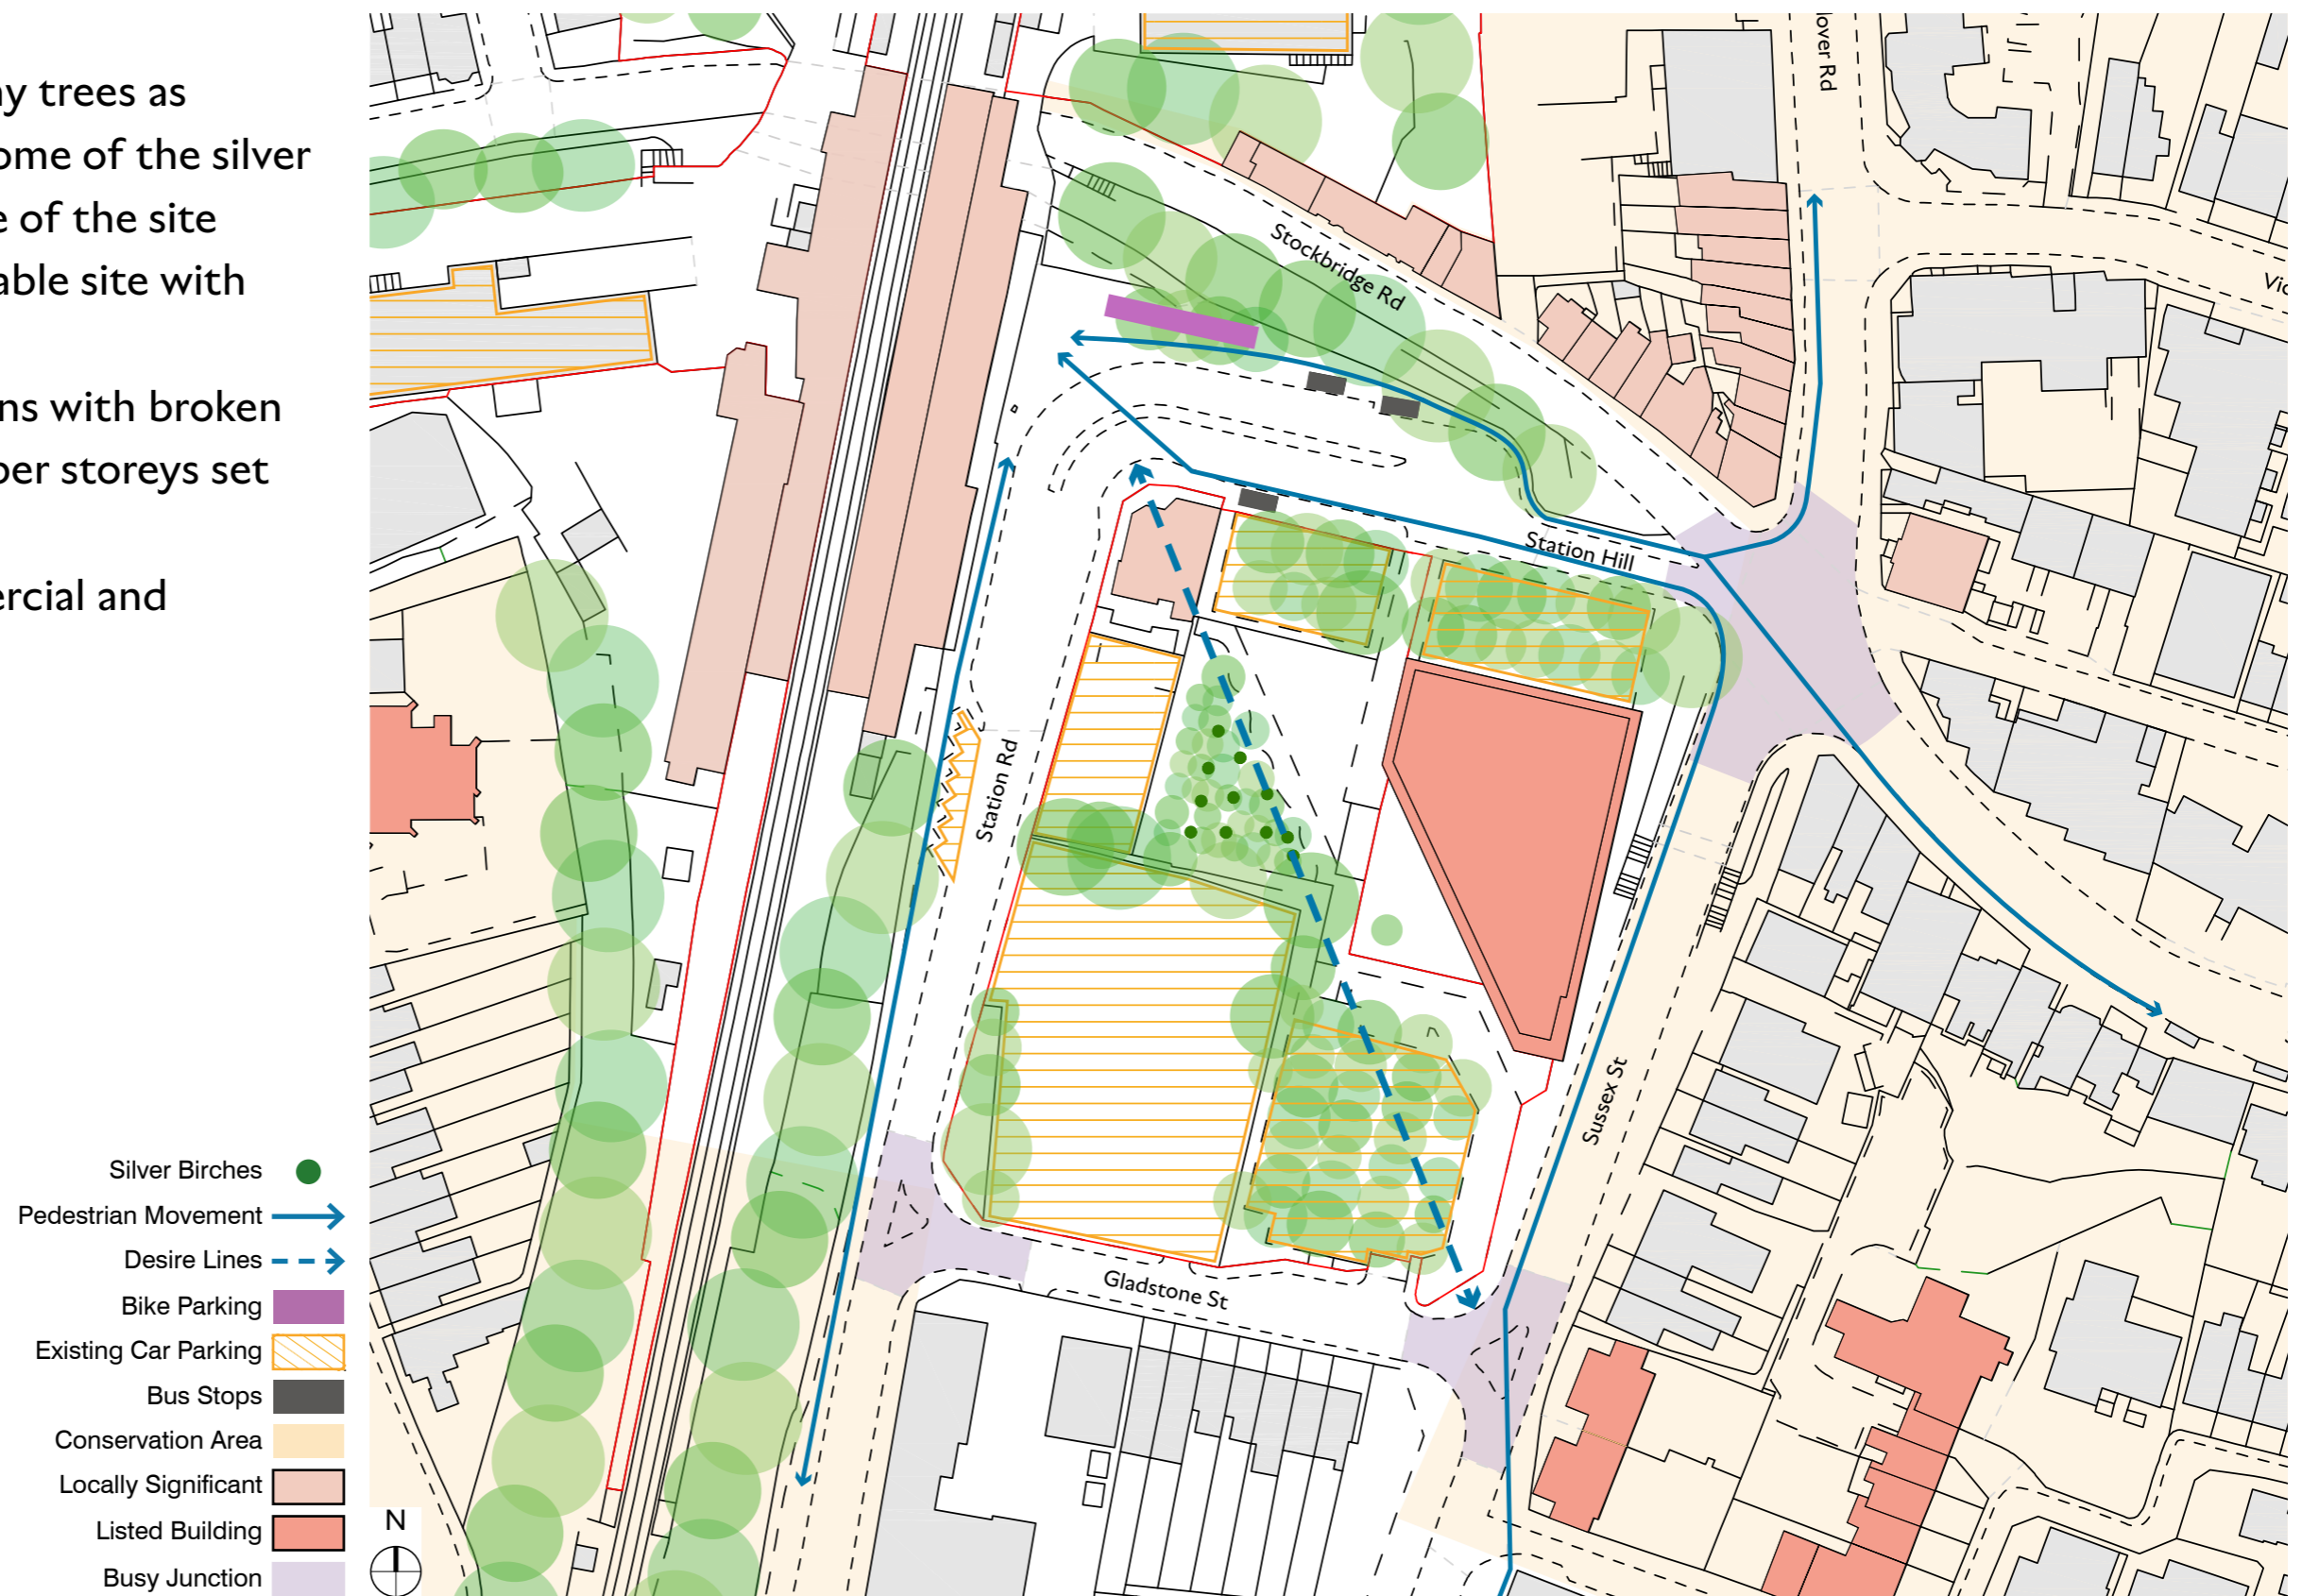 ny trees as
ome of the silver
e of the site
able site with
ns with broken
per storeys set
ercial and
over Rd
Stockbridge Rd
Vic
Station Hill
Station Rd
Sussex St
Gladstone St
Silver Birches
Pedestrian Movement
Desire Lines
Bike Parking
Existing Car Parking
Bus Stops
Conservation Area
Locally Significant
Listed Building
Busy Junction
N